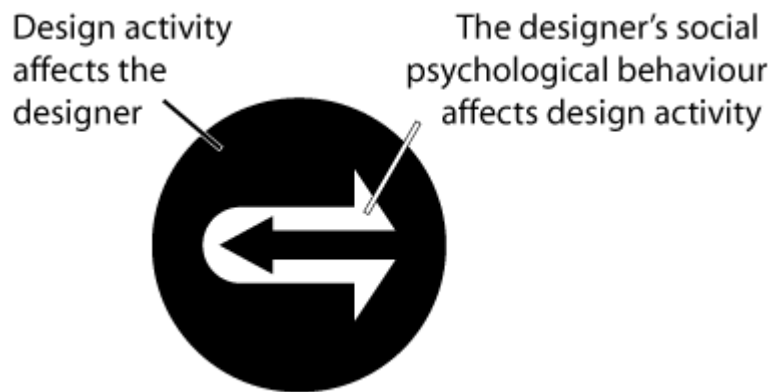 Design activity
affects the
designer
The designer’s social
psychological behaviour
affects design activity